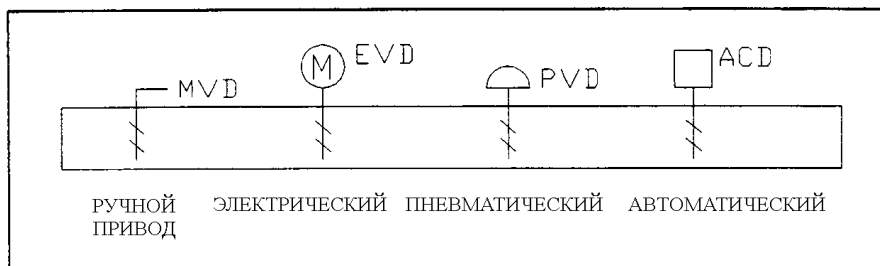 MVD
M EVD
PVD
ACD
РУЧНОЙ ПРИВОД
ЭЛЕКТРИЧЕСКИЙ
ПНЕВМАТИЧЕСКИЙ
АВТОМАТИЧЕСКИЙ